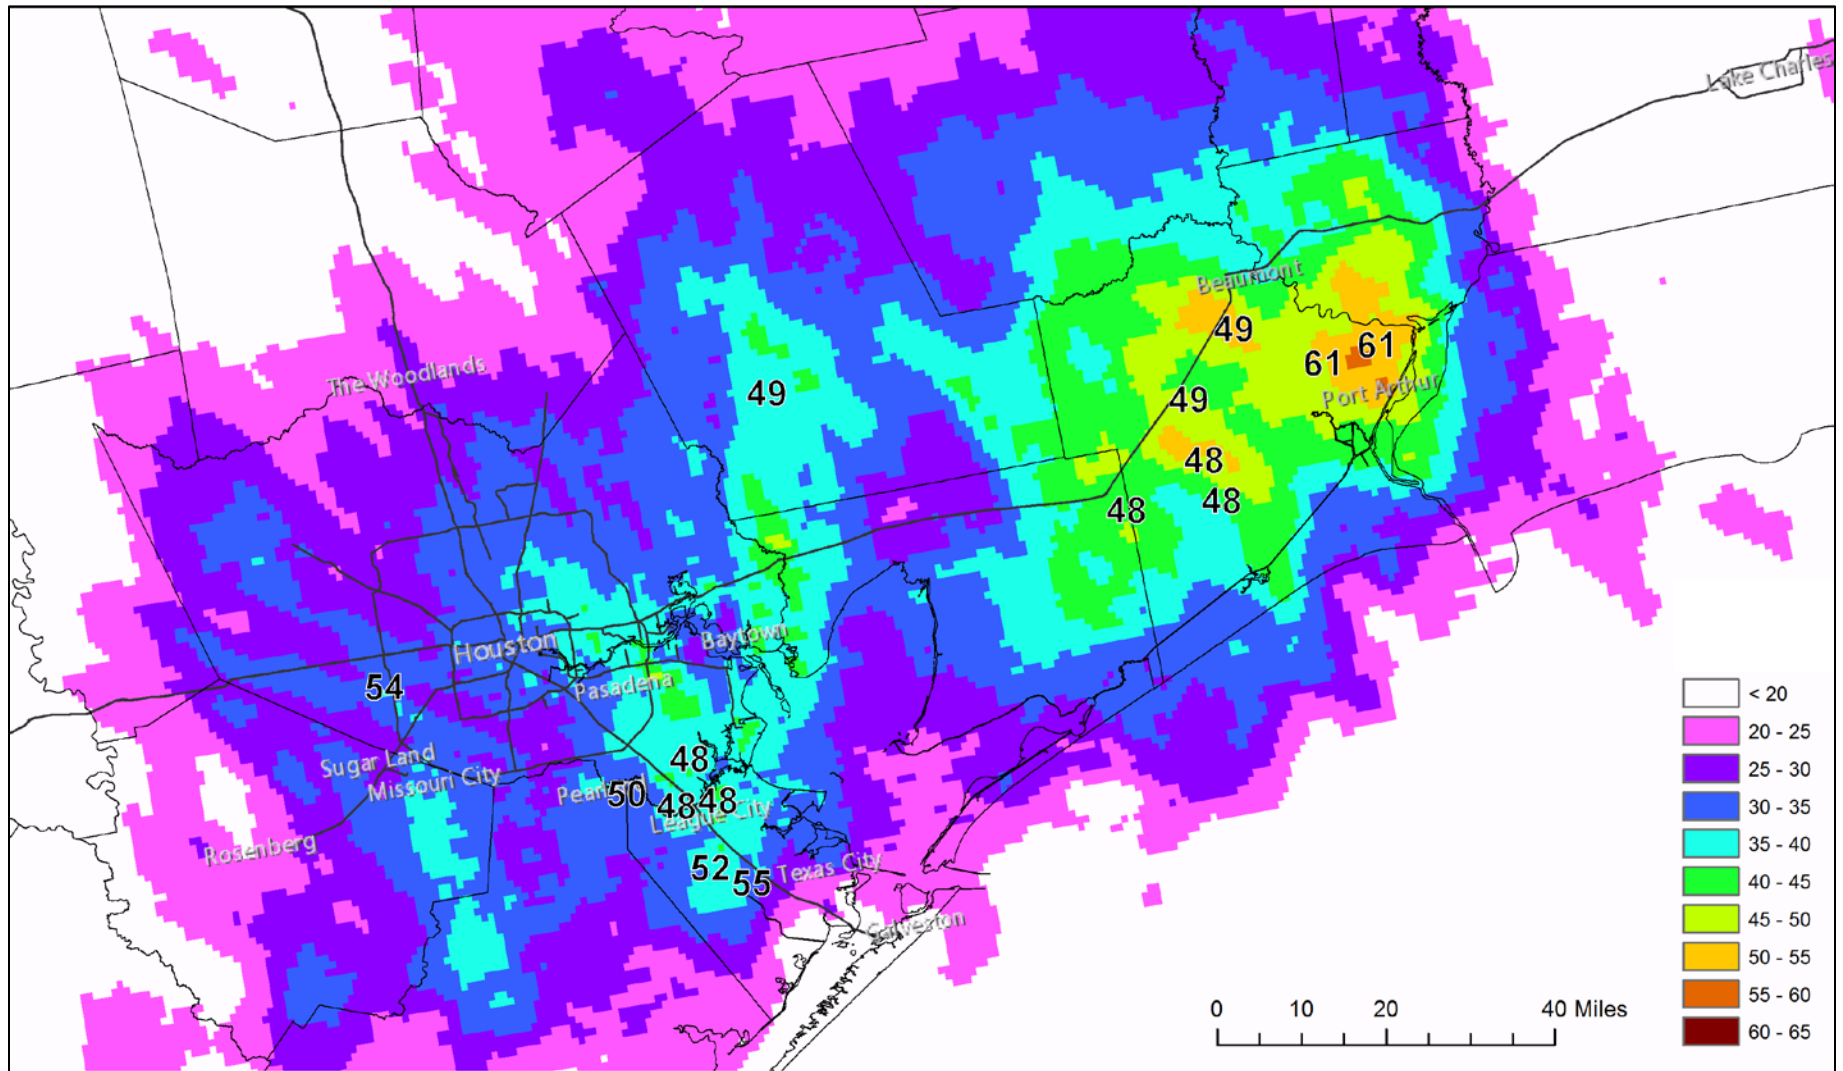 Lake Charles
Beaumont
49
61
61
The Woodlands
Port Arthur
49
49
48
48
48
Houston
Baytown
54
Pasadena
< 20
20 - 25
Sugar Land
48
25 - 30
Missouri City
Pearland
50
48
48
30 - 35
League City
Rosenberg
35 - 40
52
55
Texas City
40 - 45
Galveston
45 - 50
50 - 55
55 - 60
0 10 20 40 Miles
60 - 65